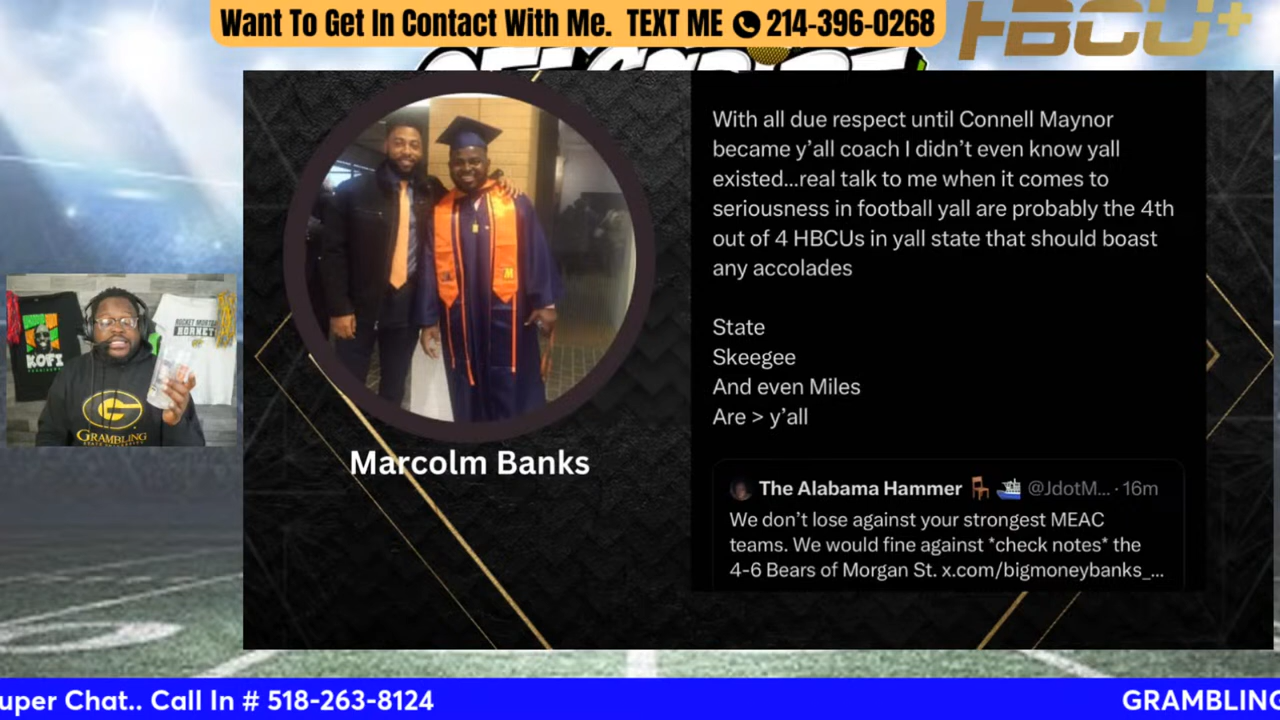 Want To Get In Contact With Me. TEXT ME 214-396-0268
HBCU+
With all due respect until Connell Maynor
became y'all coach I didn't even know yall
existed...real talk to me when it comes to
seriousness in football yall are probably the 4th
out of 4 HBCUs in yall state that should boast
any accolades
State
Skeegee
And even Miles
Are > y'all
The Alabama Hammer @JdotM... · 16m
We don't lose against your strongest MEAC
teams. We would fine against *check notes* the
4-6 Bears of Morgan St. x.com/bigmoneybanks_...
Marcolm Banks
KOFI
HORNETS
G
GRAMBLING
uper Chat.. Call In # 518-263-8124
GRAMBLING